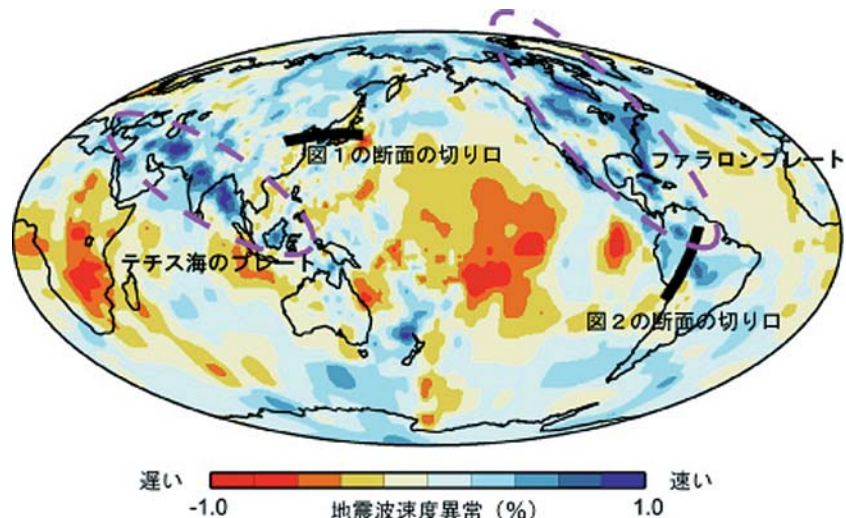 図１の断面の切り口
ファラロンプレート
テチス海のプレート
図２の断面の切り口
遅い
速い
-1.0
地震波速度異常（%）
1.0